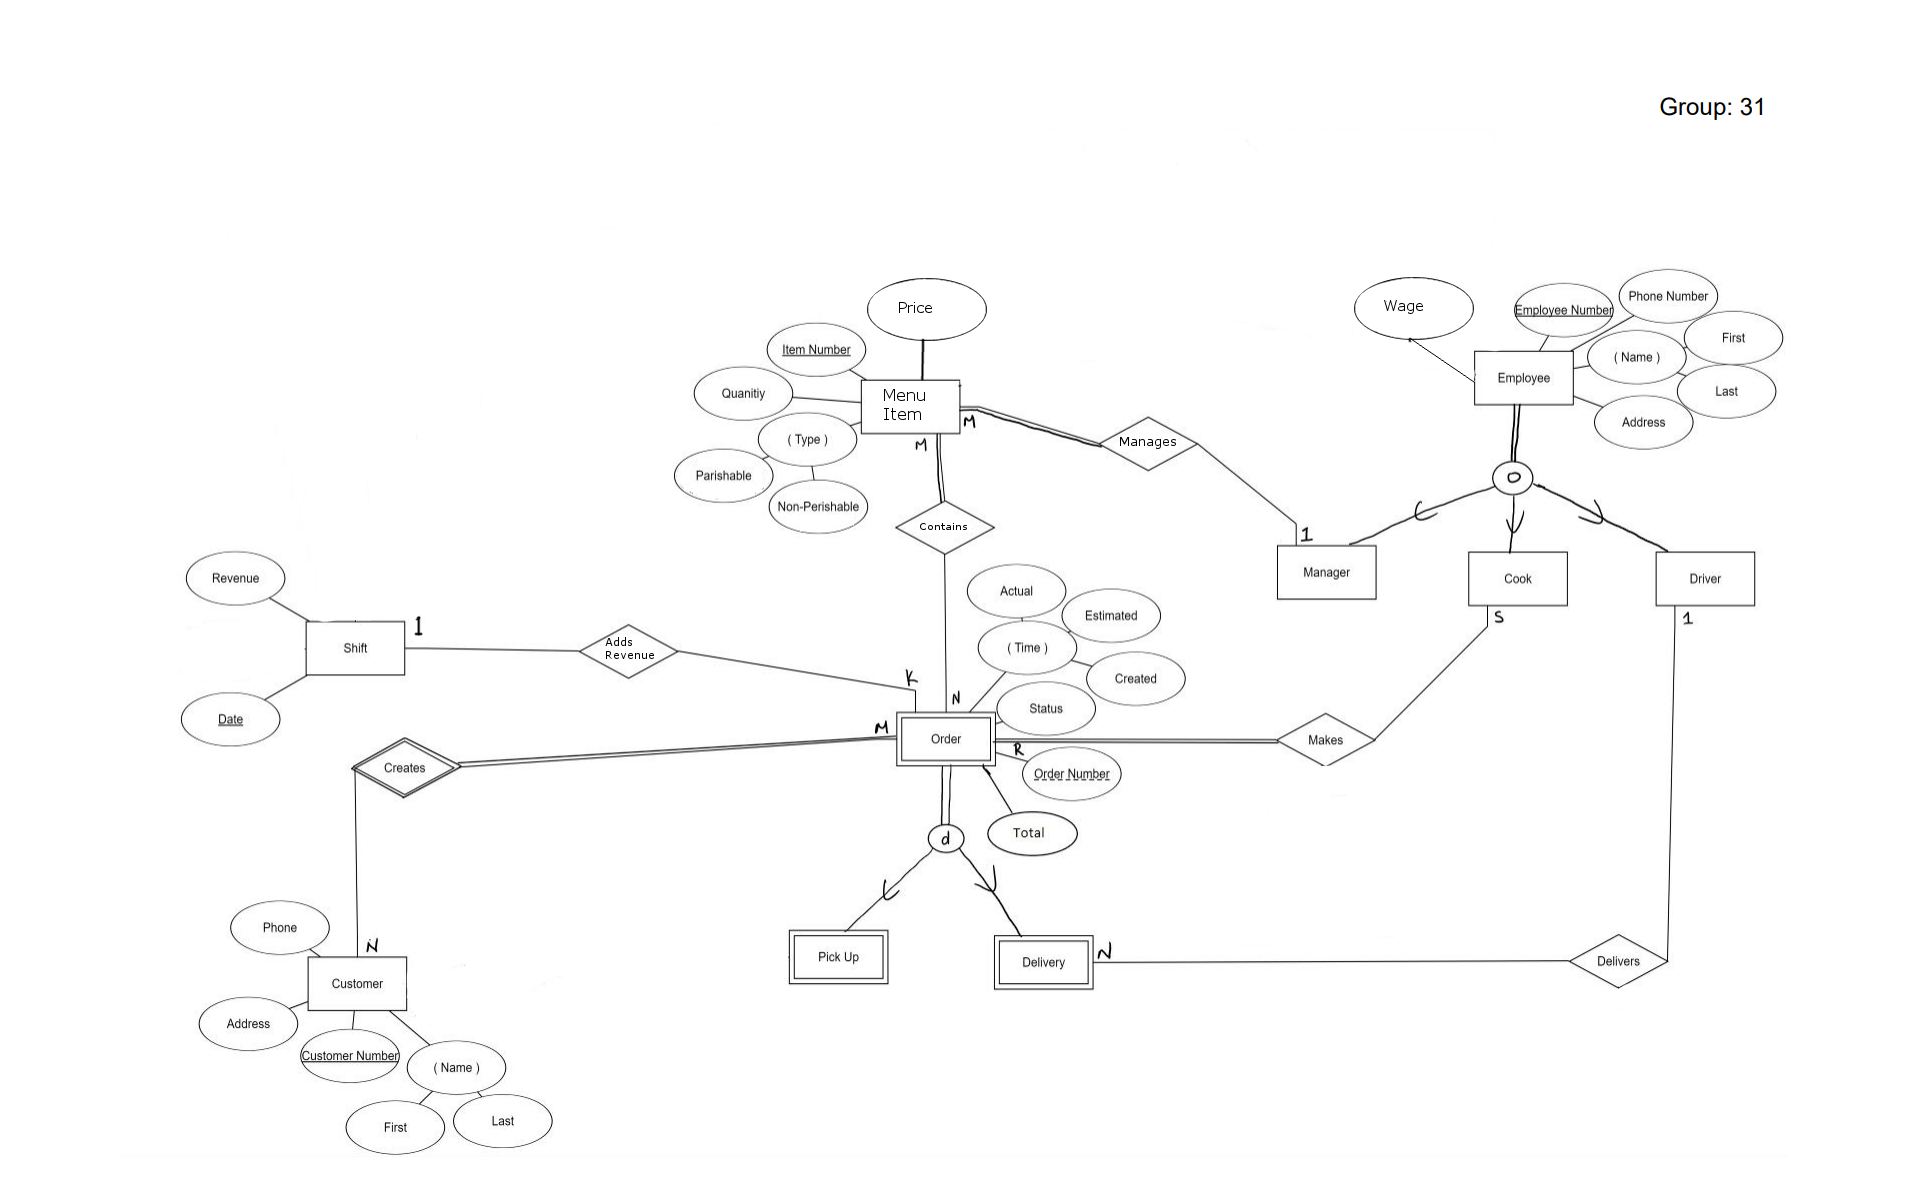 Group: 31
Price
Item Number
Quanitiy
Menu
Item
( Type )
Parishable
Non-Perishable
M
M
Manages
1
Contains
Wage
Employee Number
Phone Number
( Name )
First
Last
Address
Employee
O
Manager
Cook
Driver
S
1
Revenue
Shift
Date
1
Adds
Revenue
K
N
Actual
Estimated
( Time )
Created
Status
Order
M
R
Order Number
Total
Makes
Creates
d
Pick Up
Delivery
N
Delivers
N
Phone
Customer
Address
Customer Number
( Name )
First
Last